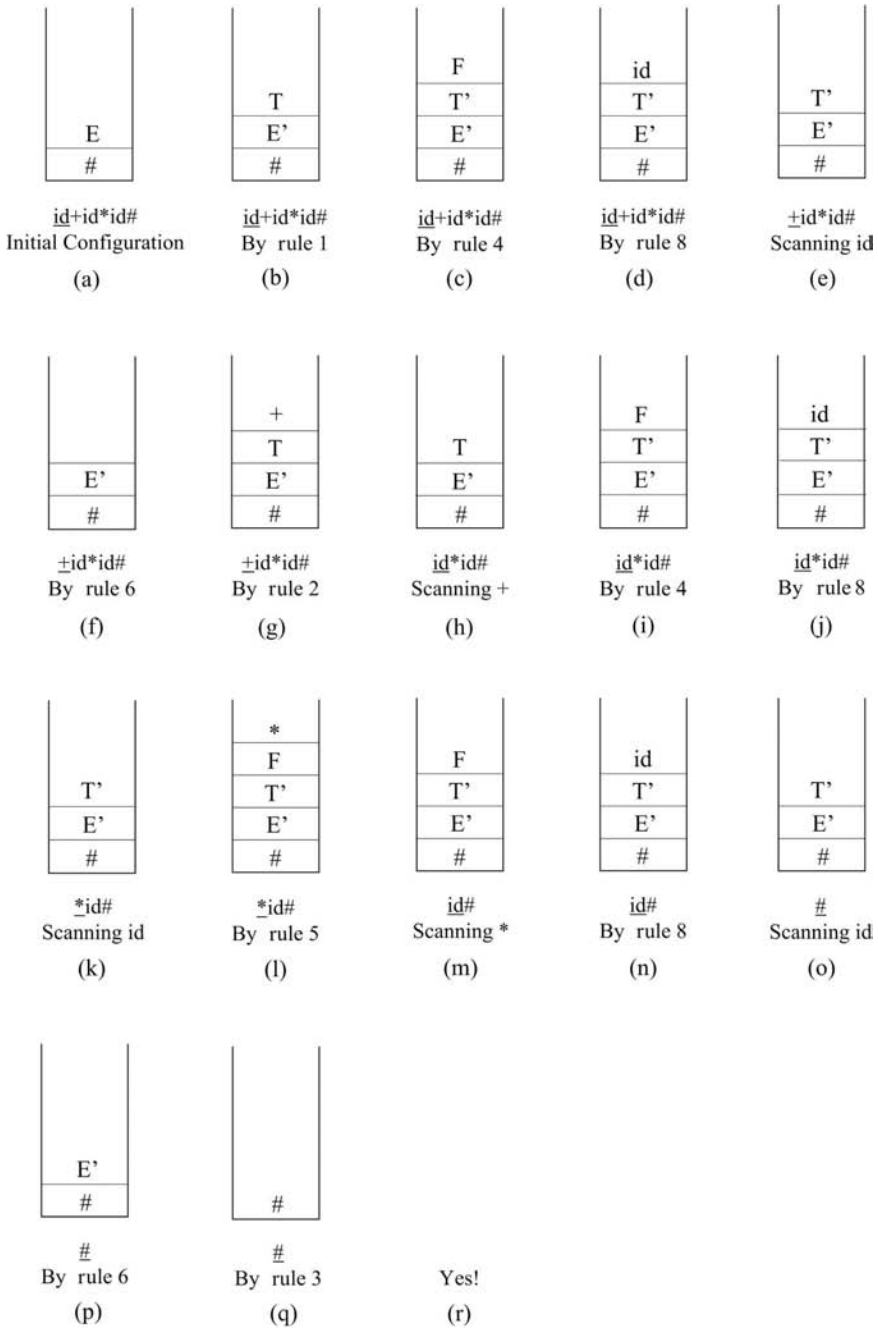 E
#
id+id*id#
Initial Configuration
(a)
T
E’
#
id+id*id#
By rule 1
(b)
F
T’
E’
#
id+id*id#
By rule 4
(c)
id
T’
E’
#
id+id*id#
By rule 8
(d)
T’
E’
#
+id*id#
Scanning id
(e)
E’
#
+id*id#
By rule 6
(f)
+
T
E’
#
+id*id#
By rule 2
(g)
T
E’
#
id*id#
Scanning +
(h)
F
T’
E’
#
id*id#
By rule 4
(i)
id
T’
E’
#
id*id#
By rule 8
(j)
T’
E’
#
*id#
Scanning id
(k)
*
F
T’
E’
#
*id#
By rule 5
(l)
F
T’
E’
#
id#
Scanning *
(m)
id
T’
E’
#
id#
By rule 8
(n)
T’
E’
#
#
Scanning id
(o)
E’
#
#
By rule 6
(p)
#
#
By rule 3
(q)
Yes!
(r)